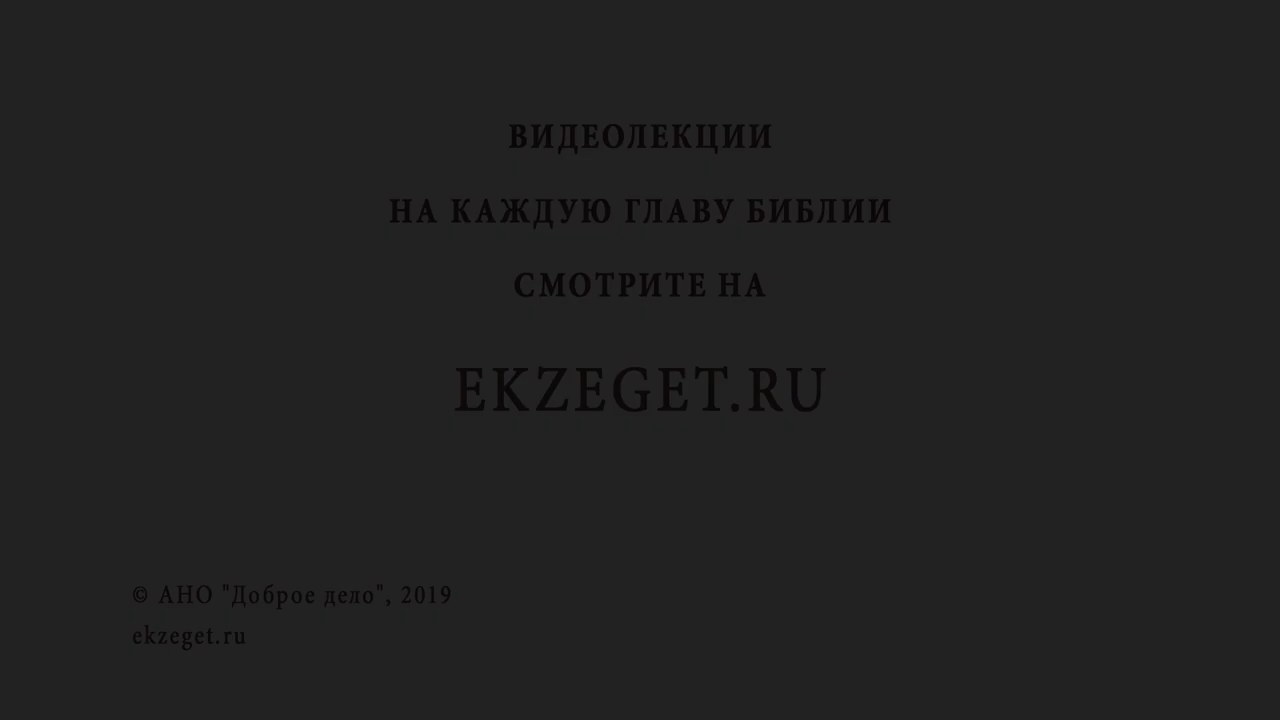 ВИДЕОЛЕКЦИИ
НА КАЖДУЮ ГЛАВУ БИБЛИИ
СМОТРИТЕ НА
EKZEGET.RU
© АНО "Доброе дело", 2019
ekzeget.ru